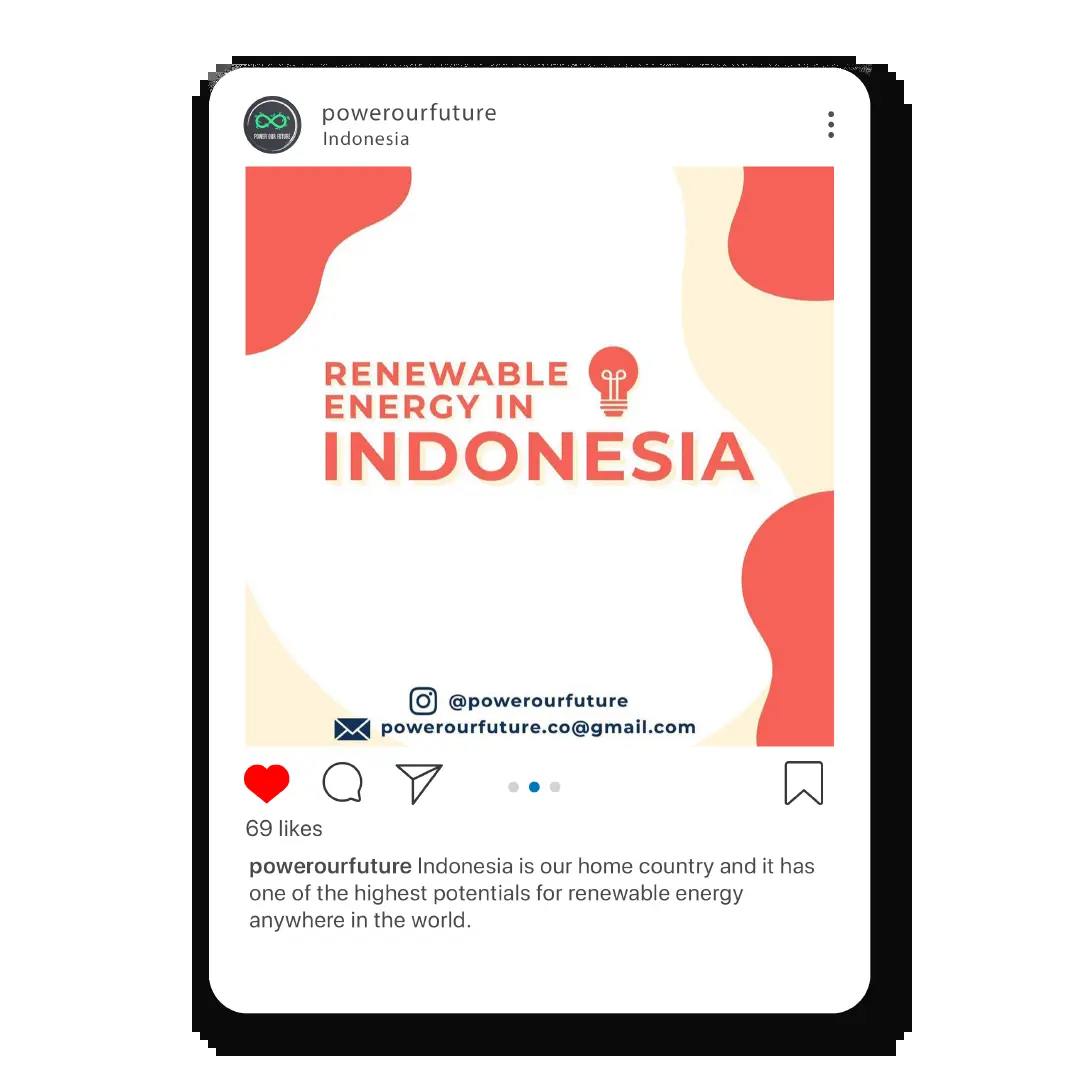 powerourfuture
Indonesia
POWER OUR FUTURE
RENEWABLE
ENERGY IN
INDONESIA
@powerourfuture
powerourfuture.co@gmail.com
69 likes
powerourfuture Indonesia is our home country and it has
one of the highest potentials for renewable energy
anywhere in the world.